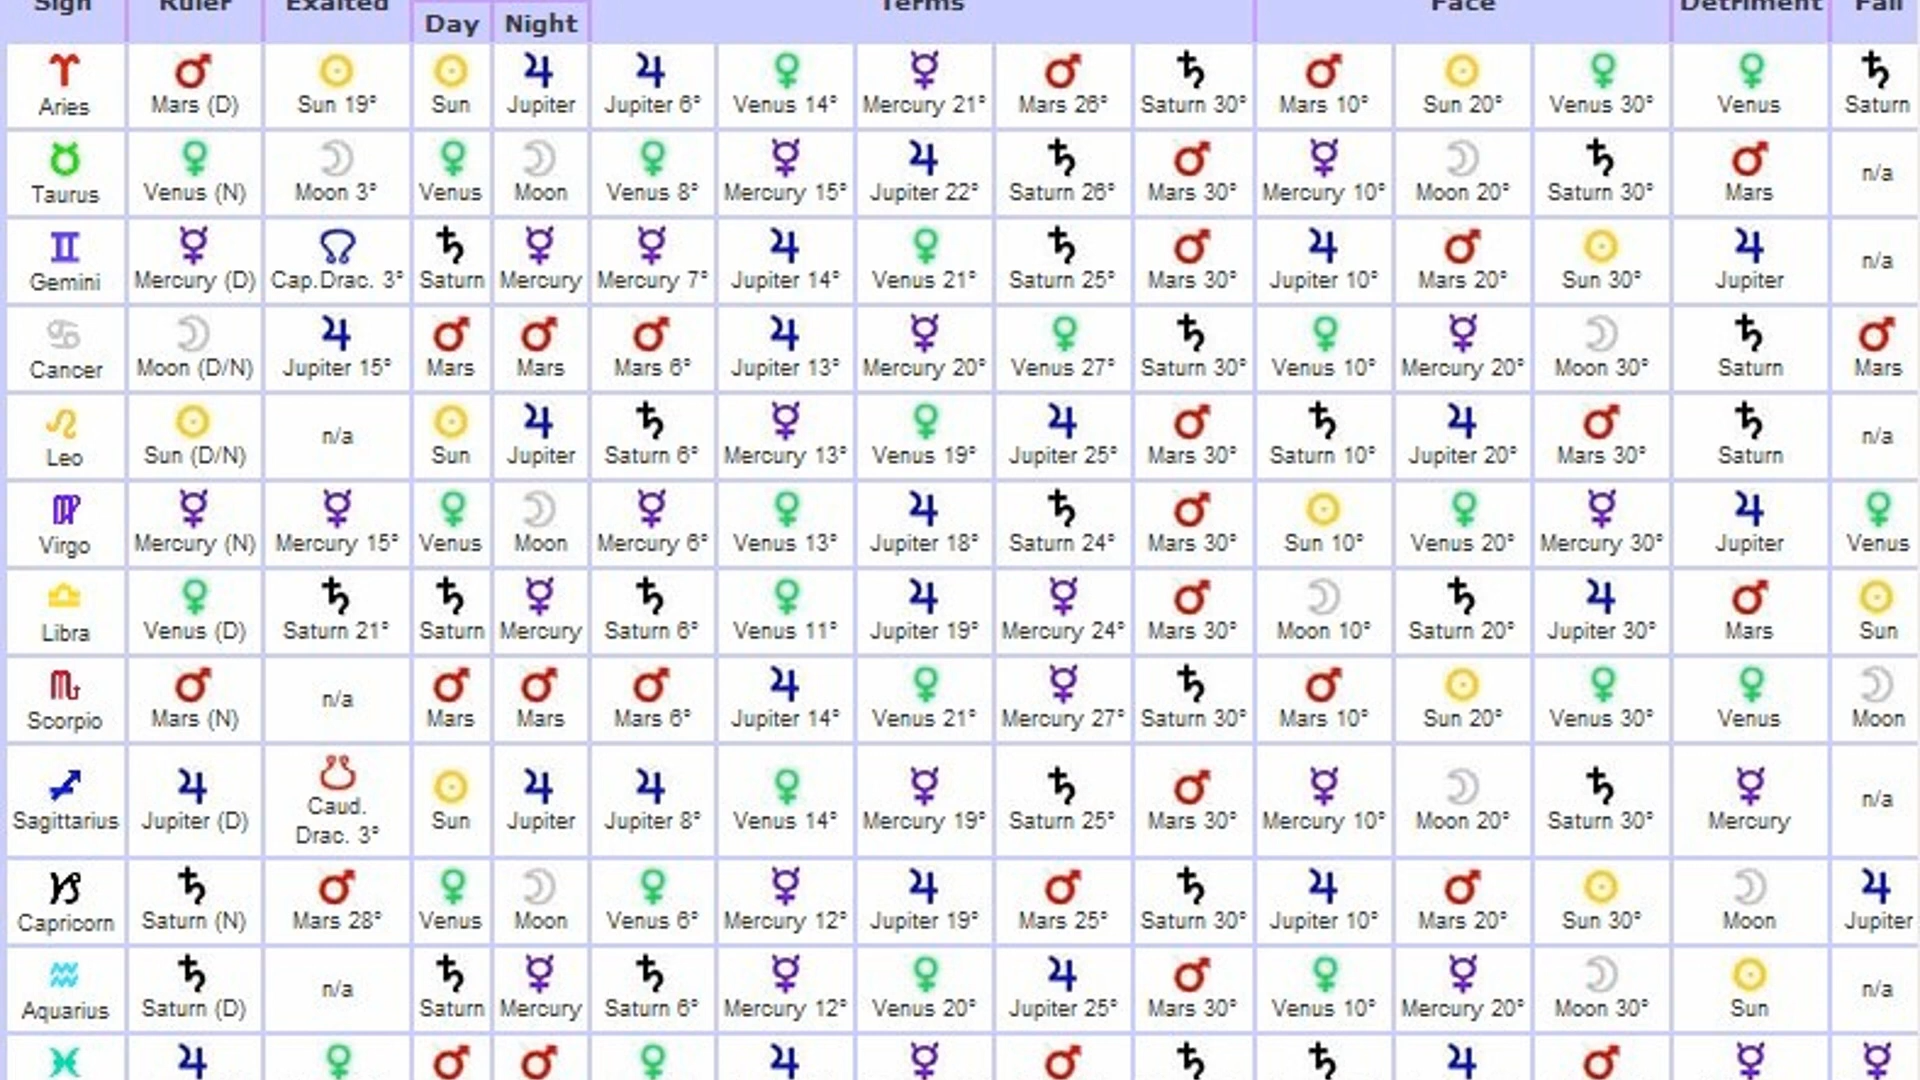 Sign Ruler Exalted Terms Face Detriment Fall
Day Night
Aries Mars (D) Sun 19° Sun Jupiter Jupiter 6° Venus 14° Mercury 21° Mars 26° Saturn 30° Mars 10° Sun 20° Venus 30° Venus Saturn
Taurus Venus (N) Moon 3° Venus Moon Venus 8° Mercury 15° Jupiter 22° Saturn 26° Mars 30° Mercury 10° Moon 20° Saturn 30° Mars n/a
Gemini Mercury (D) Cap.Drac. 3° Saturn Mercury Mercury 7° Jupiter 14° Venus 21° Saturn 25° Mars 30° Jupiter 10° Mars 20° Sun 30° Jupiter n/a
Cancer Moon (D/N) Jupiter 15° Mars Mars Mars 6° Jupiter 13° Mercury 20° Venus 27° Saturn 30° Venus 10° Mercury 20° Moon 30° Saturn Mars
Leo Sun (D/N) n/a Sun Jupiter Saturn 6° Mercury 13° Venus 19° Jupiter 25° Mars 30° Saturn 10° Jupiter 20° Mars 30° Saturn n/a
Virgo Mercury (N) Mercury 15° Venus Moon Mercury 6° Venus 13° Jupiter 18° Saturn 24° Mars 30° Sun 10° Venus 20° Mercury 30° Jupiter Venus
Libra Venus (D) Saturn 21° Saturn Mercury Saturn 6° Venus 11° Jupiter 19° Mercury 24° Mars 30° Moon 10° Saturn 20° Jupiter 30° Mars Sun
Scorpio Mars (N) n/a Mars Mars Mars 6° Jupiter 14° Venus 21° Mercury 27° Saturn 30° Mars 10° Sun 20° Venus 30° Venus Moon
Sagittarius Jupiter (D) Caud. Drac. 3° Sun Jupiter Jupiter 8° Venus 14° Mercury 19° Saturn 25° Mars 30° Mercury 10° Moon 20° Saturn 30° Mercury n/a
Capricorn Saturn (N) Mars 28° Venus Moon Venus 6° Mercury 12° Jupiter 19° Mars 25° Saturn 30° Jupiter 10° Mars 20° Sun 30° Moon Jupiter
Aquarius Saturn (D) n/a Saturn Mercury Saturn 6° Mercury 12° Venus 20° Jupiter 25° Mars 30° Venus 10° Mercury 20° Moon 30° Sun n/a